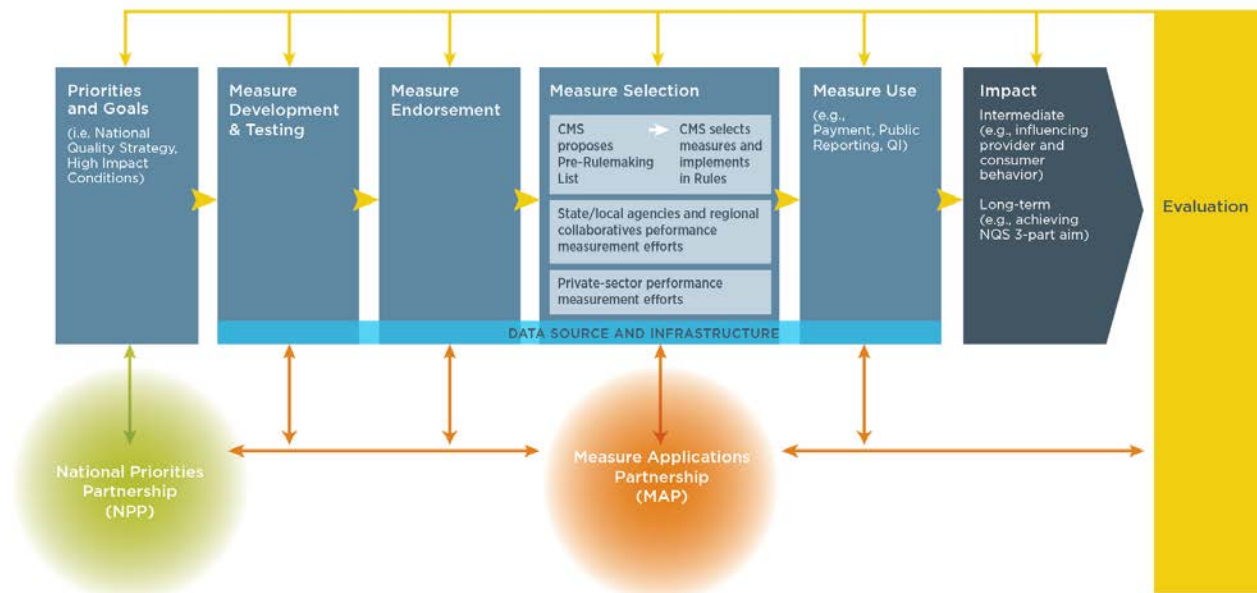 Priorities
and Goals
(i.e. National
Quality Strategy,
High Impact
Conditions)
Measure
Development
& Testing
Measure
Endorsement
Measure Selection
CMS
proposes
Pre-Rulemaking
List
CMS selects
measures and
implements
in Rules
State/local agencies and regional
collaboratives peformance
measurement efforts
Private-sector performance
measurement efforts
Measure Use
(e.g.,
Payment, Public
Reporting, QI)
Impact
Intermediate
(e.g., influencing
provider and
consumer
behavior)
Long-term
(e.g., achieving
NQS 3-part aim)
Evaluation
DATA SOURCE AND INFRASTRUCTURE
National Priorities
Partnership
(NPP)
Measure Applications
Partnership
(MAP)